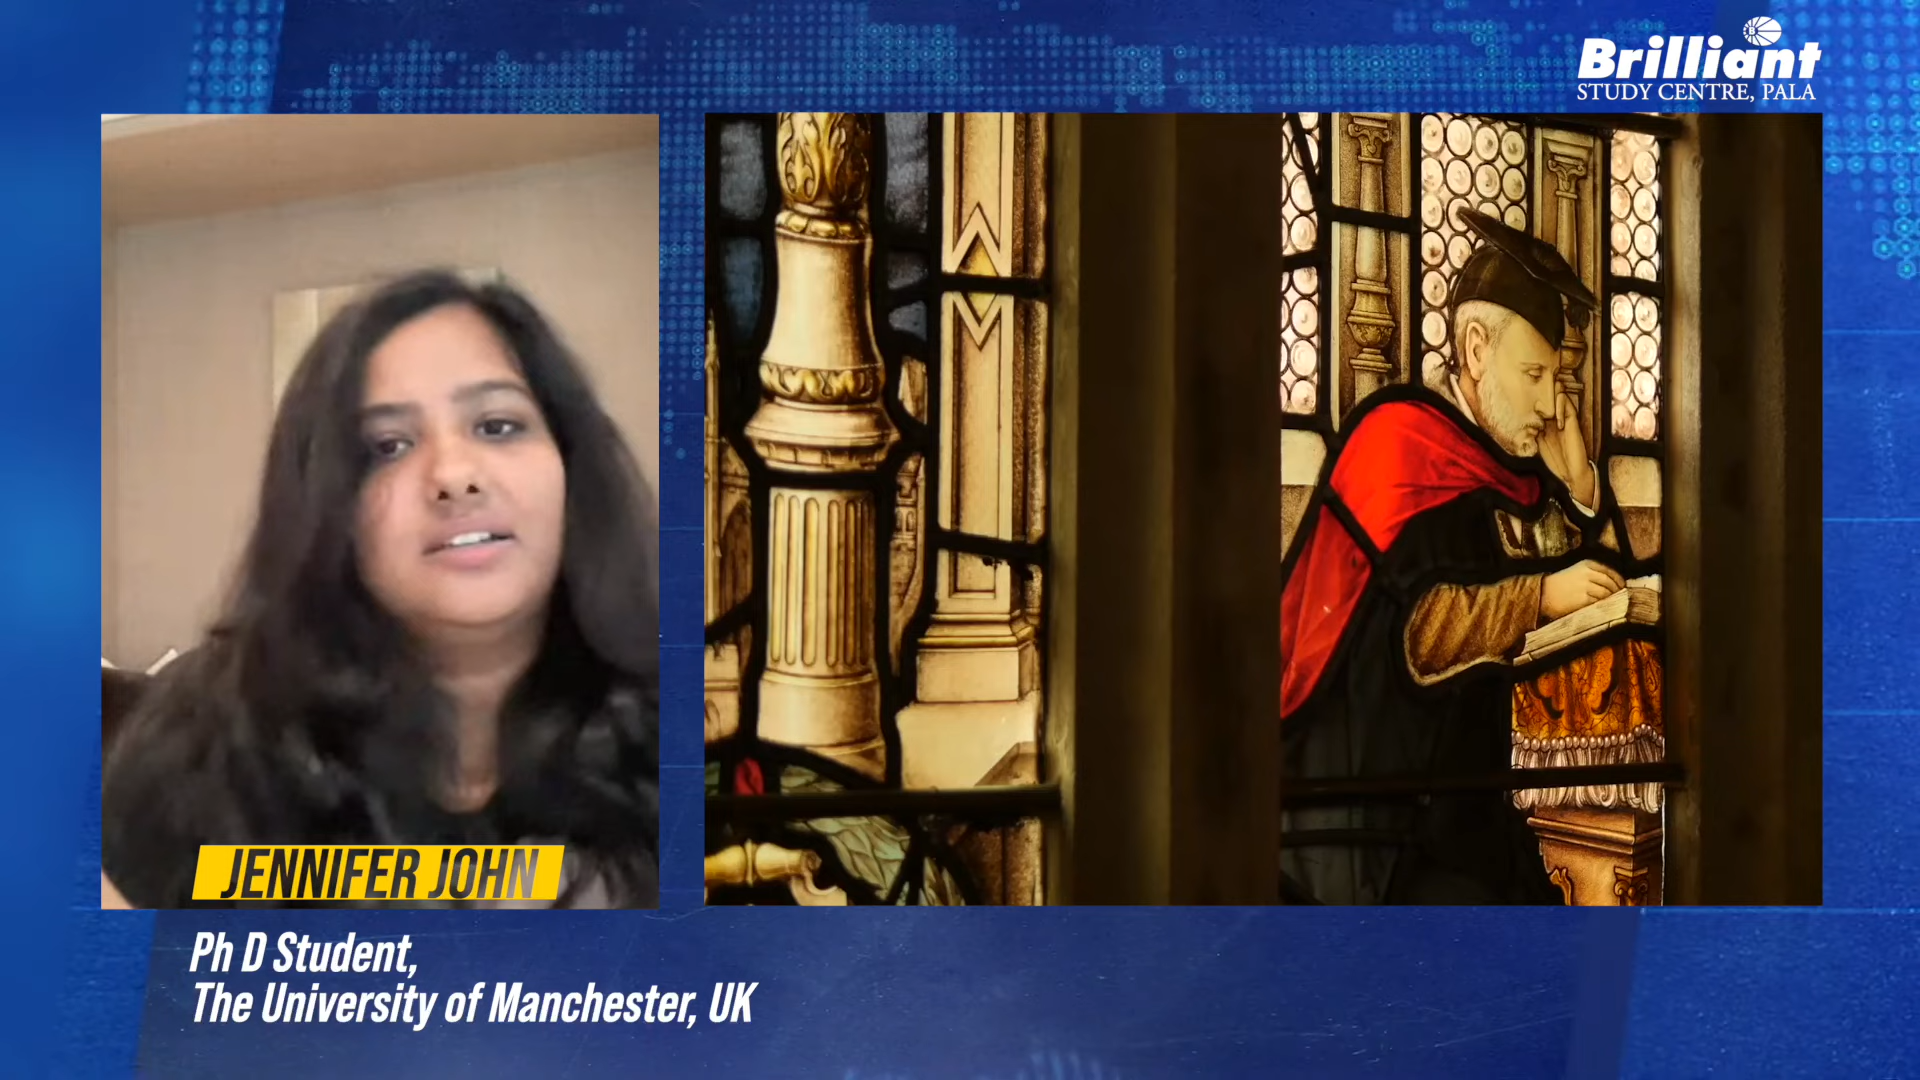 Brilliant
STUDY CENTRE, PALA
JENNIFER JOHN
Ph D Student,
The University of Manchester, UK